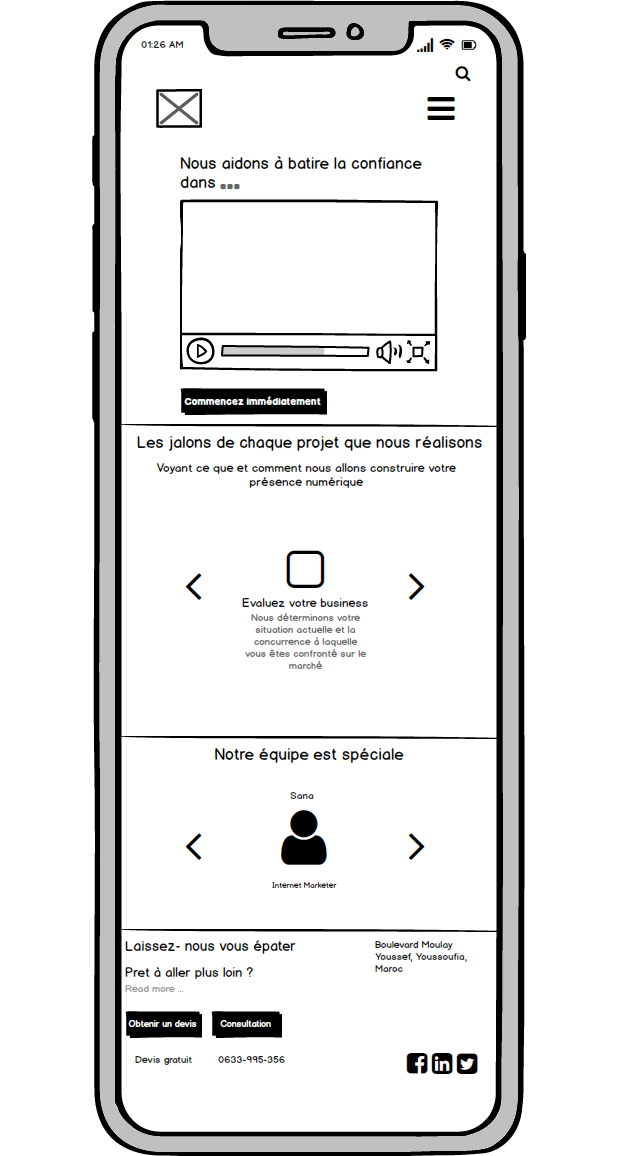 01:26 AM
Nous aidons à batire la confiance
dans ...
Commencez immédiatement
Les jalons de chaque projet que nous réalisons
Voyant ce que et comment nous allons construire votre
présence numérique
Evaluez votre business
Nous déterminons votre
situation actuelle et la
concurrence à laquelle
vous êtes confronté sur le
marché
Notre équipe est spéciale
Sana
Internet Marketer
Laissez- nous vous épater
Pret à aller plus loin ?
Read more ...
Boulevard Moulay
Youssef, Youssoufia,
Maroc
Obtenir un devis
Consultation
Devis gratuit
0633-995-356